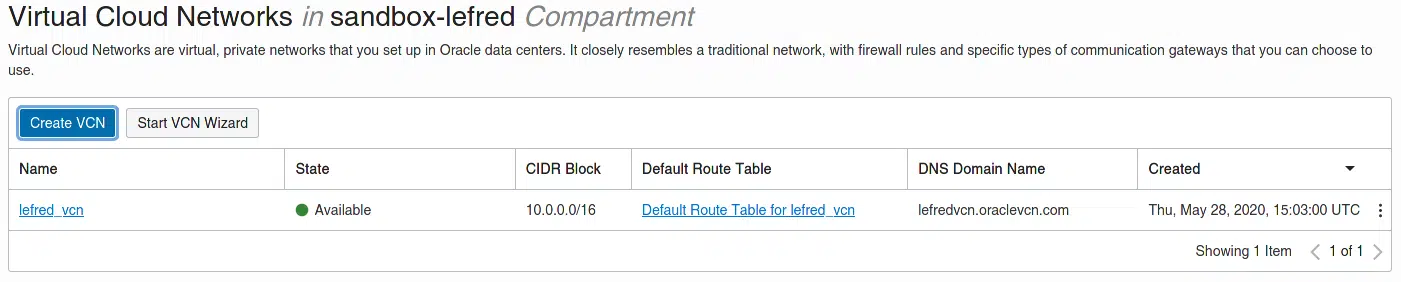 Virtual Cloud Networks in sandbox-lefred Compartment
Virtual Cloud Networks are virtual, private networks that you set up in Oracle data centers. It closely resembles a traditional network, with firewall rules and specific types of communication gateways that you can choose to
use.
Create VCN Start VCN Wizard
Name State CIDR Block Default Route Table DNS Domain Name Created
lefred_vcn Available 10.0.0.0/16 Default Route Table for lefred_vcn lefredvcn.oraclevcn.com Thu, May 28, 2020, 15:03:00 UTC
Showing 1 Item 1 of 1